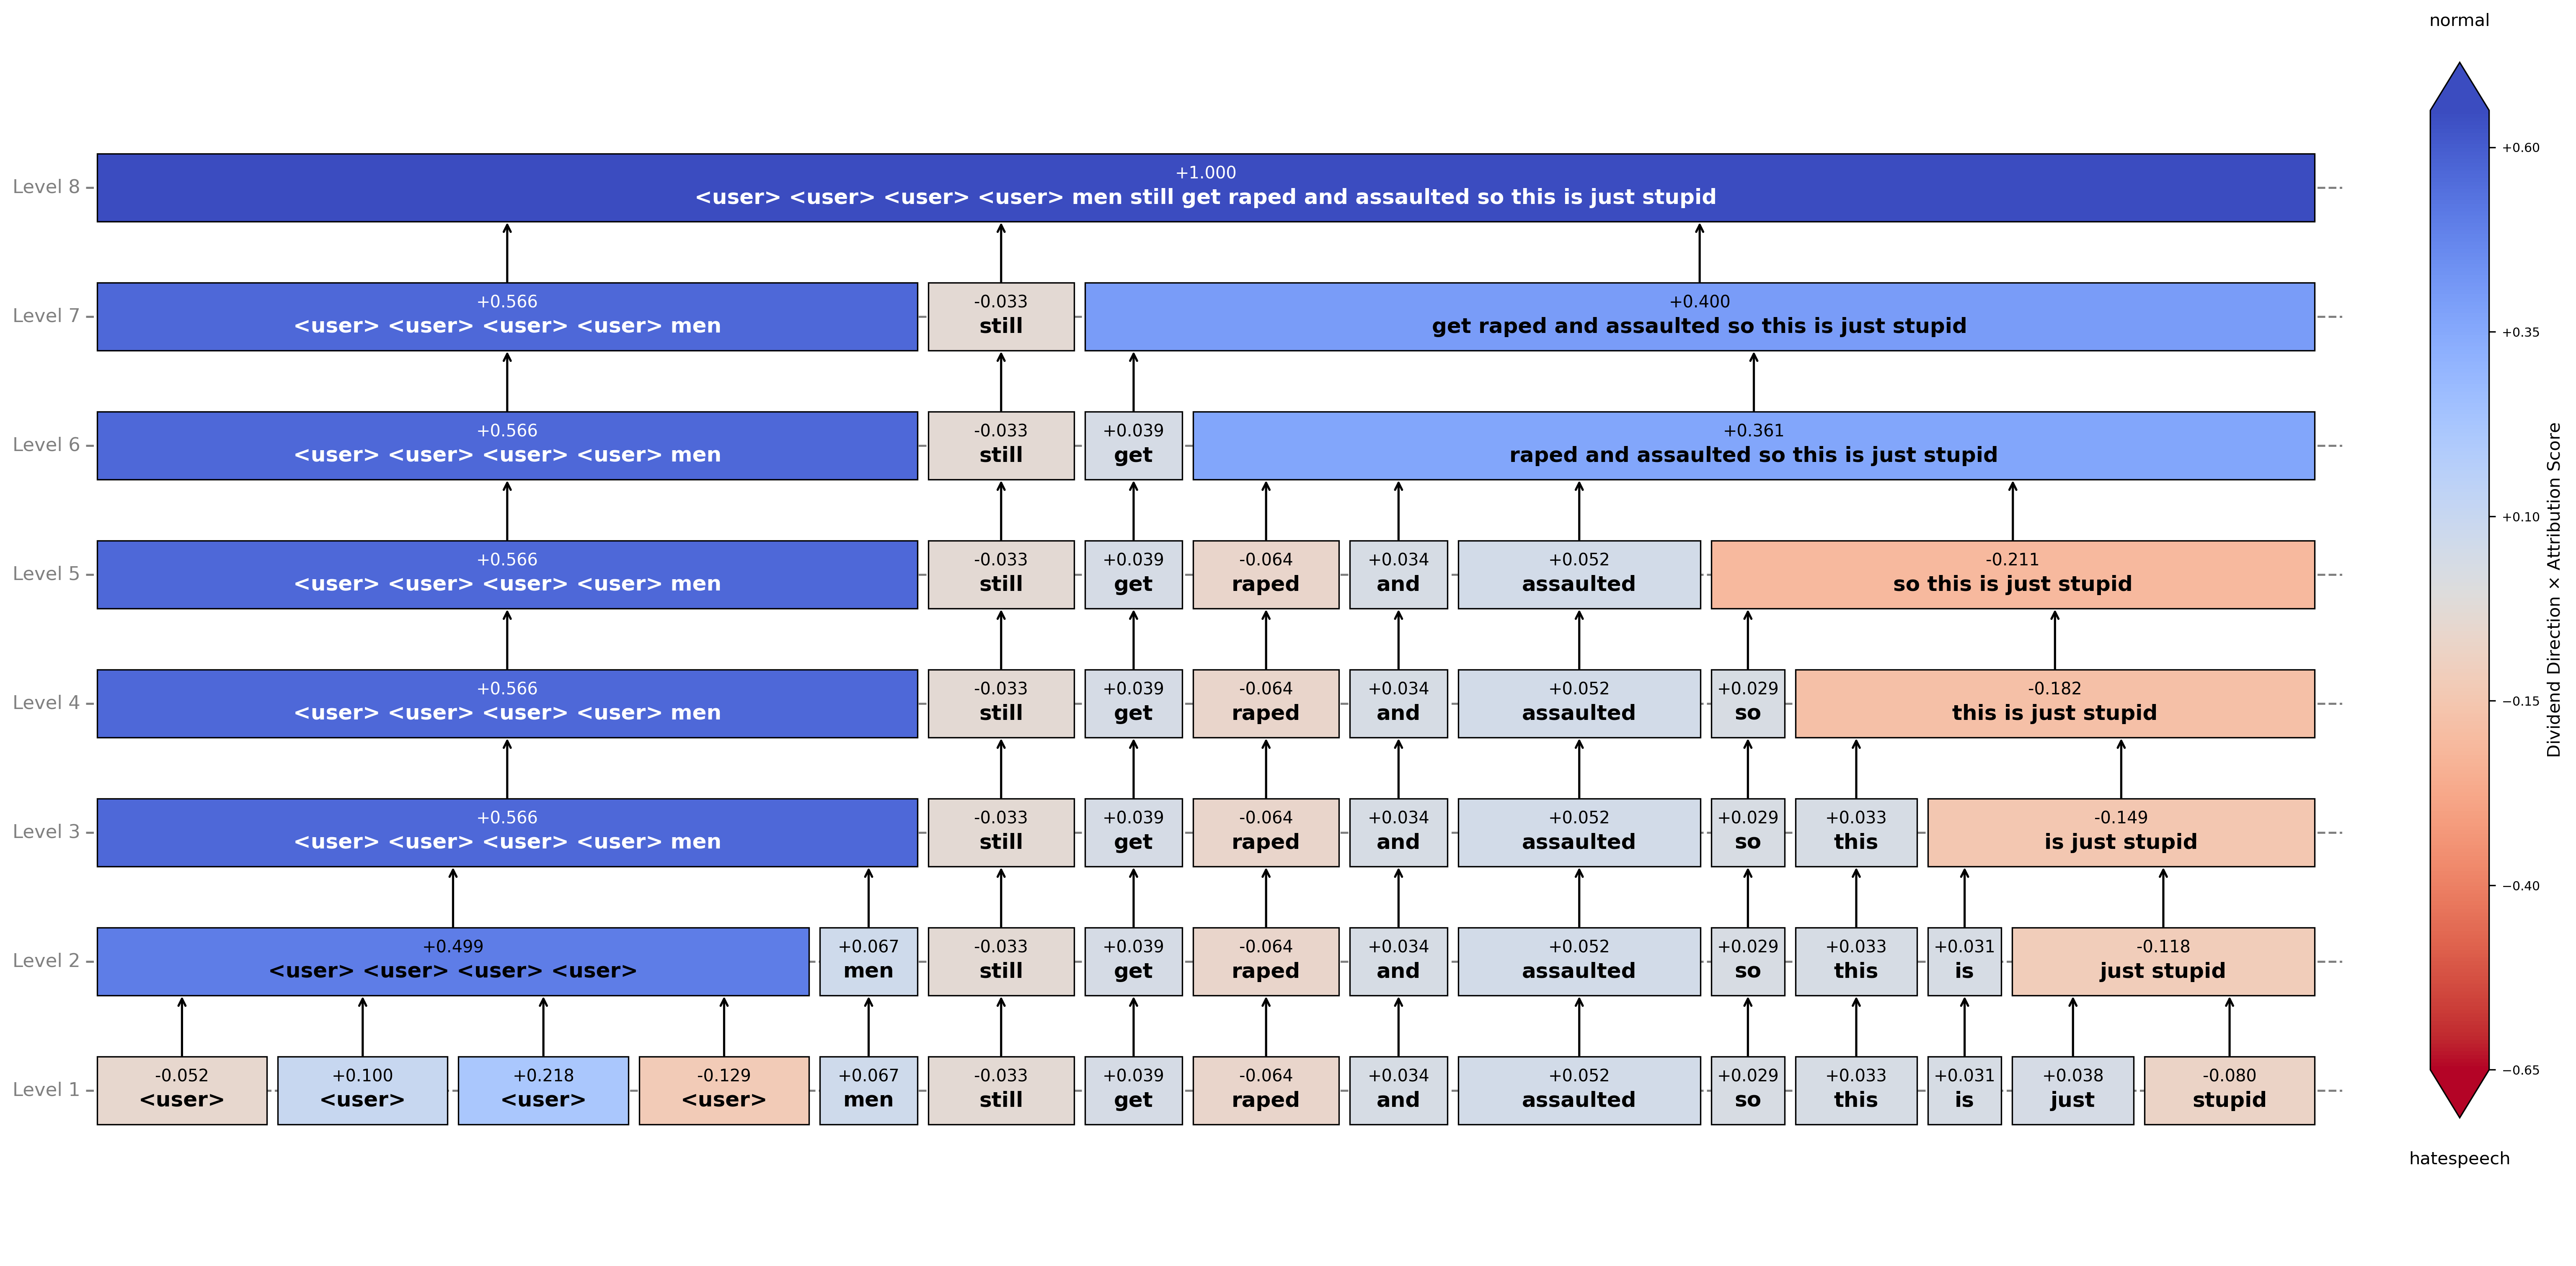 normal
Level 8
+1.000
<user> <user> <user> <user> men still get raped and assaulted so this is just stupid
Level 7
+0.566 -0.033 +0.400
<user> <user> <user> <user> men still get raped and assaulted so this is just stupid
Level 6
+0.566 -0.033 +0.039 +0.361
<user> <user> <user> <user> men still get raped and assaulted so this is just stupid
Level 5
+0.566 -0.033 +0.039 -0.064 +0.034 +0.052 -0.211
<user> <user> <user> <user> men still get raped and assaulted so this is just stupid
Level 4
+0.566 -0.033 +0.039 -0.064 +0.034 +0.052 +0.029 -0.182
<user> <user> <user> <user> men still get raped and assaulted so this is just stupid
Level 3
+0.566 -0.033 +0.039 -0.064 +0.034 +0.052 +0.029 +0.033 -0.149
<user> <user> <user> <user> men still get raped and assaulted so this is just stupid
Level 2
+0.499 +0.067 -0.033 +0.039 -0.064 +0.034 +0.052 +0.029 +0.033 +0.031 -0.118
<user> <user> <user> <user> men still get raped and assaulted so this is just stupid
Level 1
-0.052 +0.100 +0.218 -0.129 +0.067 -0.033 +0.039 -0.064 +0.034 +0.052 +0.029 +0.033 +0.031 +0.038 -0.080
<user> <user> <user> <user> men still get raped and assaulted so this is just stupid
+0.60
+0.35
+0.10
−0.15
−0.40
−0.65
Dividend Direction × Attribution Score
hatespeech